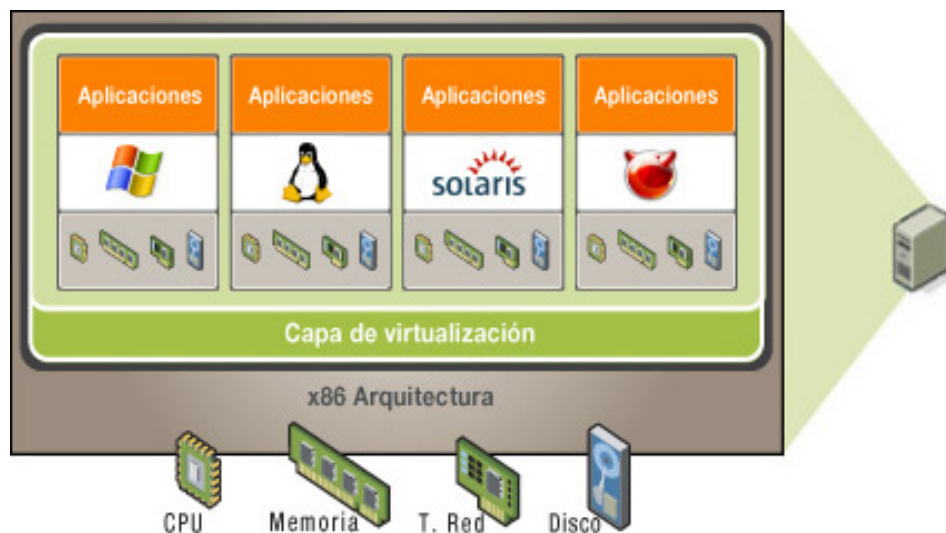 Aplicaciones
Aplicaciones
Aplicaciones
Aplicaciones
solaris
Capa de virtualización
x86 Arquitectura
CPU
Memoria
T. Red
Disco